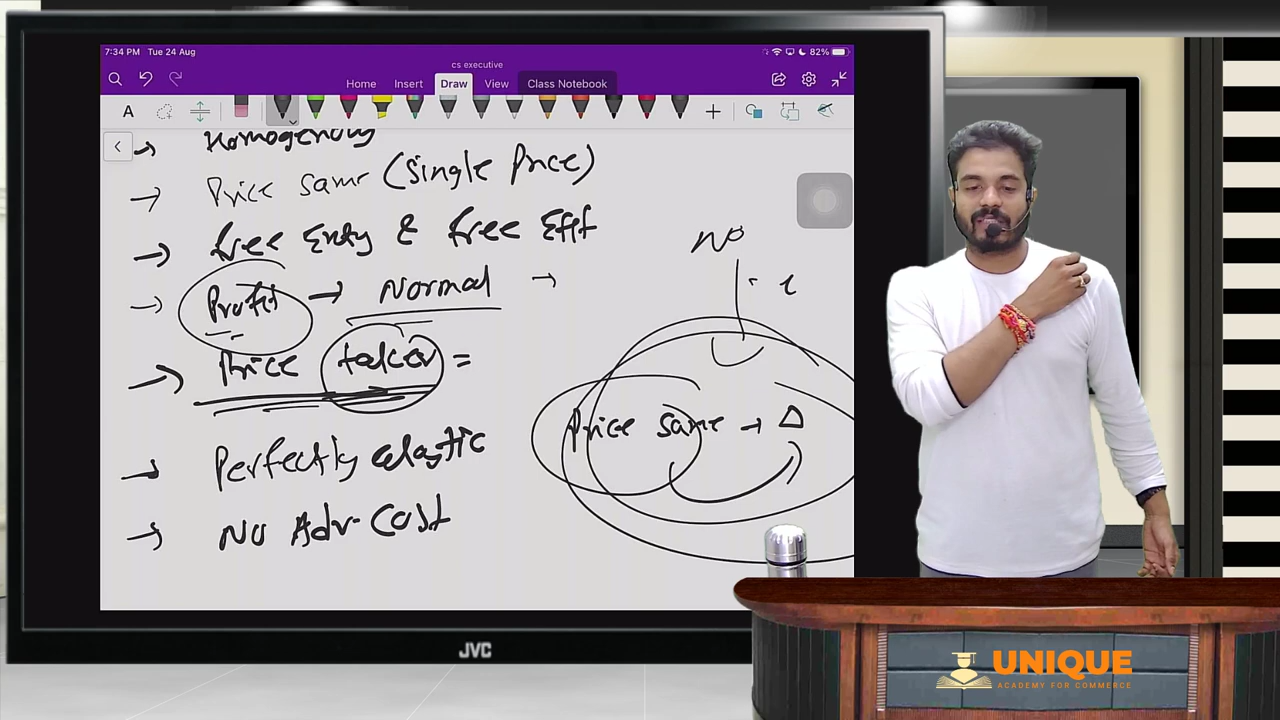 7:34 PM Tue 24 Aug
82%
cs executive
Home Insert Draw View Class Notebook
A
→ Homogenous
→ Price same (Single Price)
→ free Enty & free Exit
→ Profit → Normal →
→ Price taker =
→ Perfectly elastic
→ No Adv. Cost
No
Price same → Δ
JVC
UNIQUE
ACADEMY FOR COMMERCE